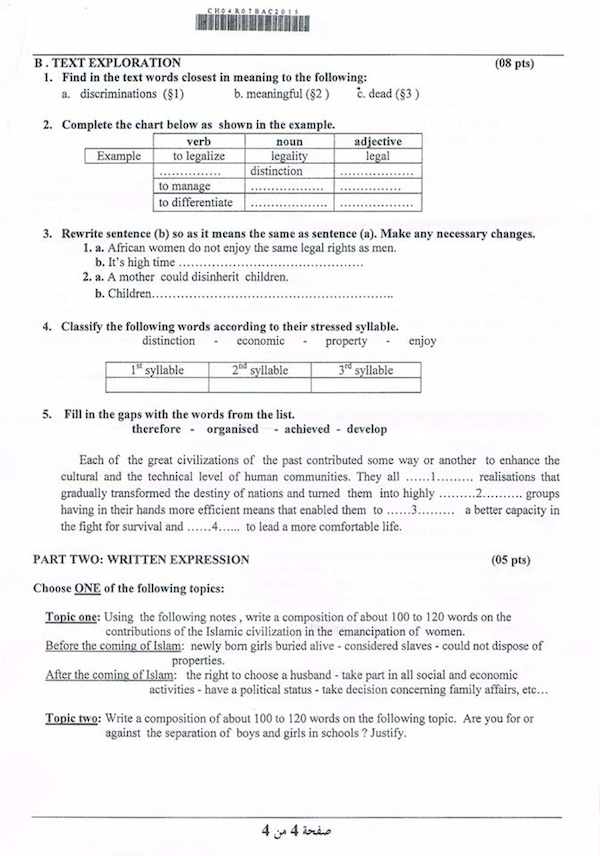 CH04R07BAC2015
B . TEXT EXPLORATION (08 pts)
1. Find in the text words closest in meaning to the following:
a. discriminations (§1) b. meaningful (§2 ) c. dead (§3 )
2. Complete the chart below as shown in the example.
verb noun adjective
Example to legalize legality legal
............... distinction ..................
to manage .................. ..................
to differentiate .................. ..................
3. Rewrite sentence (b) so as it means the same as sentence (a). Make any necessary changes.
1. a. African women do not enjoy the same legal rights as men.
b. It's high time ............................................
2. a. A mother could disinherit children.
b. Children..........................................................
4. Classify the following words according to their stressed syllable.
distinction - economic - property - enjoy
1st syllable 2nd syllable 3rd syllable
5. Fill in the gaps with the words from the list.
therefore - organised - achieved - develop
Each of the great civilizations of the past contributed some way or another to enhance the
cultural and the technical level of human communities. They all ......1......... realisations that
gradually transformed the destiny of nations and turned them into highly .........2.......... groups
having in their hands more efficient means that enabled them to ......3......... a better capacity in
the fight for survival and ......4...... to lead a more comfortable life.
PART TWO: WRITTEN EXPRESSION (05 pts)
Choose ONE of the following topics:
Topic one: Using the following notes , write a composition of about 100 to 120 words on the
contributions of the Islamic civilization in the emancipation of women.
Before the coming of Islam: newly born girls buried alive - considered slaves - could not dispose of
properties.
After the coming of Islam: the right to choose a husband - take part in all social and economic
activities - have a political status - take decision concerning family affairs, etc...
Topic two: Write a composition of about 100 to 120 words on the following topic. Are you for or
against the separation of boys and girls in schools ? Justify.
صفحة 4 من 4